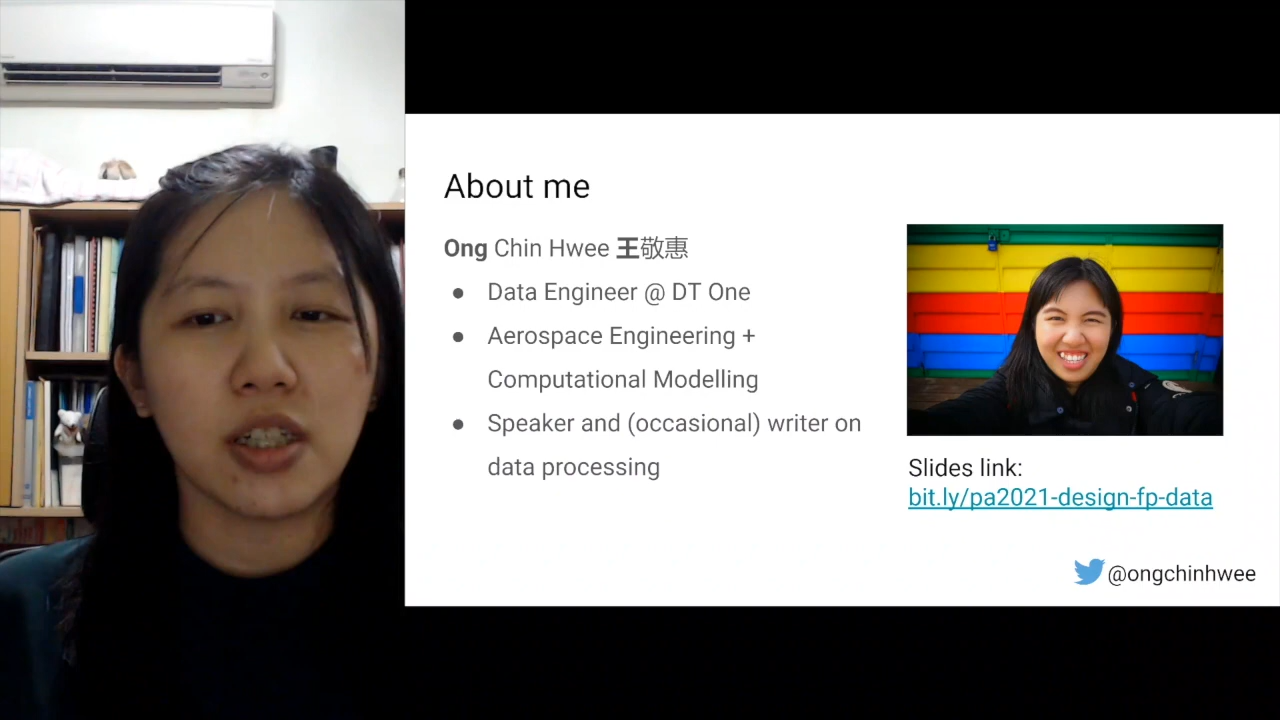 About me
Ong Chin Hwee 王敬惠
● Data Engineer @ DT One
● Aerospace Engineering +
Computational Modelling
● Speaker and (occasional) writer on
data processing
Slides link:
bit.ly/pa2021-design-fp-data
@ongchinhwee